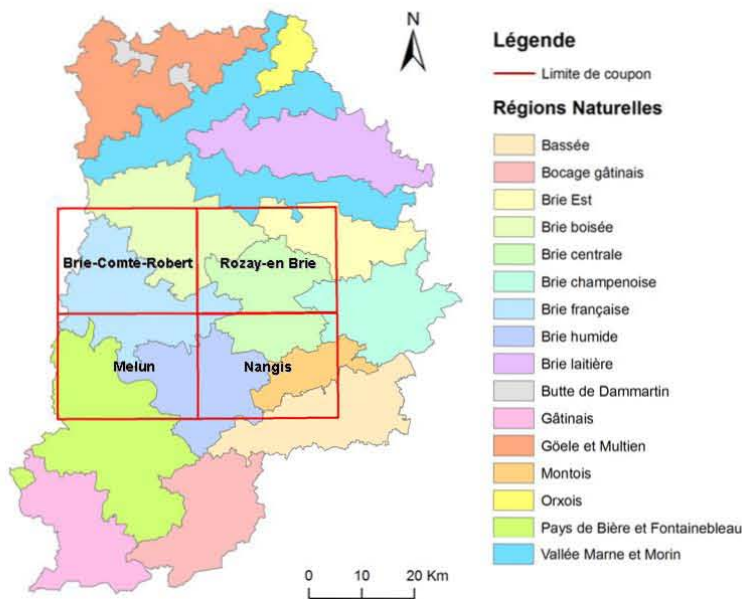 N
Légende
Limite de coupon
Régions Naturelles
Bassée
Bocage gâtinais
Brie Est
Brie boisée
Brie centrale
Brie champenoise
Brie française
Brie humide
Brie laitière
Butte de Dammartin
Gâtinais
Göele et Multien
Montois
Orxois
Pays de Bière et Fontainebleau
Vallée Marne et Morin
Brie-Comte-Robert
Rozay-en Brie
Melun
Nangis
0 10 20 Km